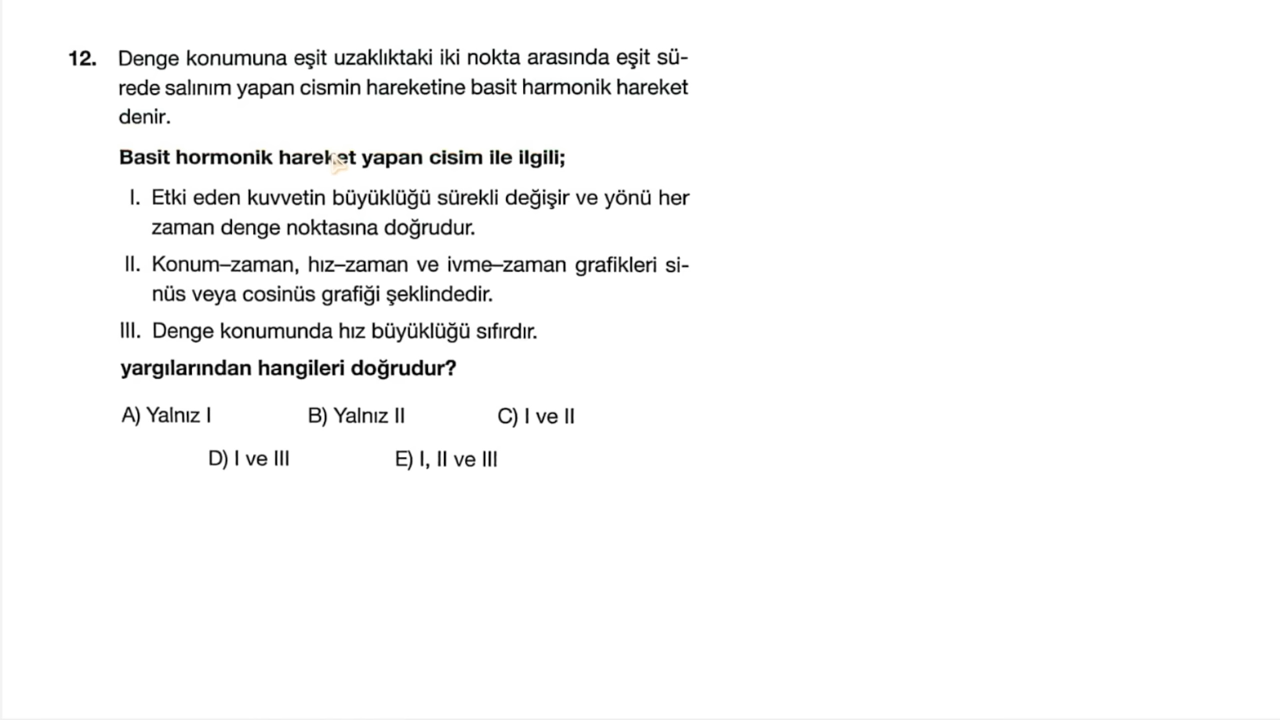 12. Denge konumuna eşit uzaklıktaki iki nokta arasında eşit sü-
rede salınım yapan cismin hareketine basit harmonik hareket
denir.
Basit hormonik hareket yapan cisim ile ilgili;
I. Etki eden kuvvetin büyüklüğü sürekli değişir ve yönü her
zaman denge noktasına doğrudur.
II. Konum–zaman, hız–zaman ve ivme–zaman grafikleri si-
nüs veya cosinüs grafiği şeklindedir.
III. Denge konumunda hız büyüklüğü sıfırdır.
yargılarından hangileri doğrudur?
A) Yalnız I B) Yalnız II C) I ve II
D) I ve III E) I, II ve III